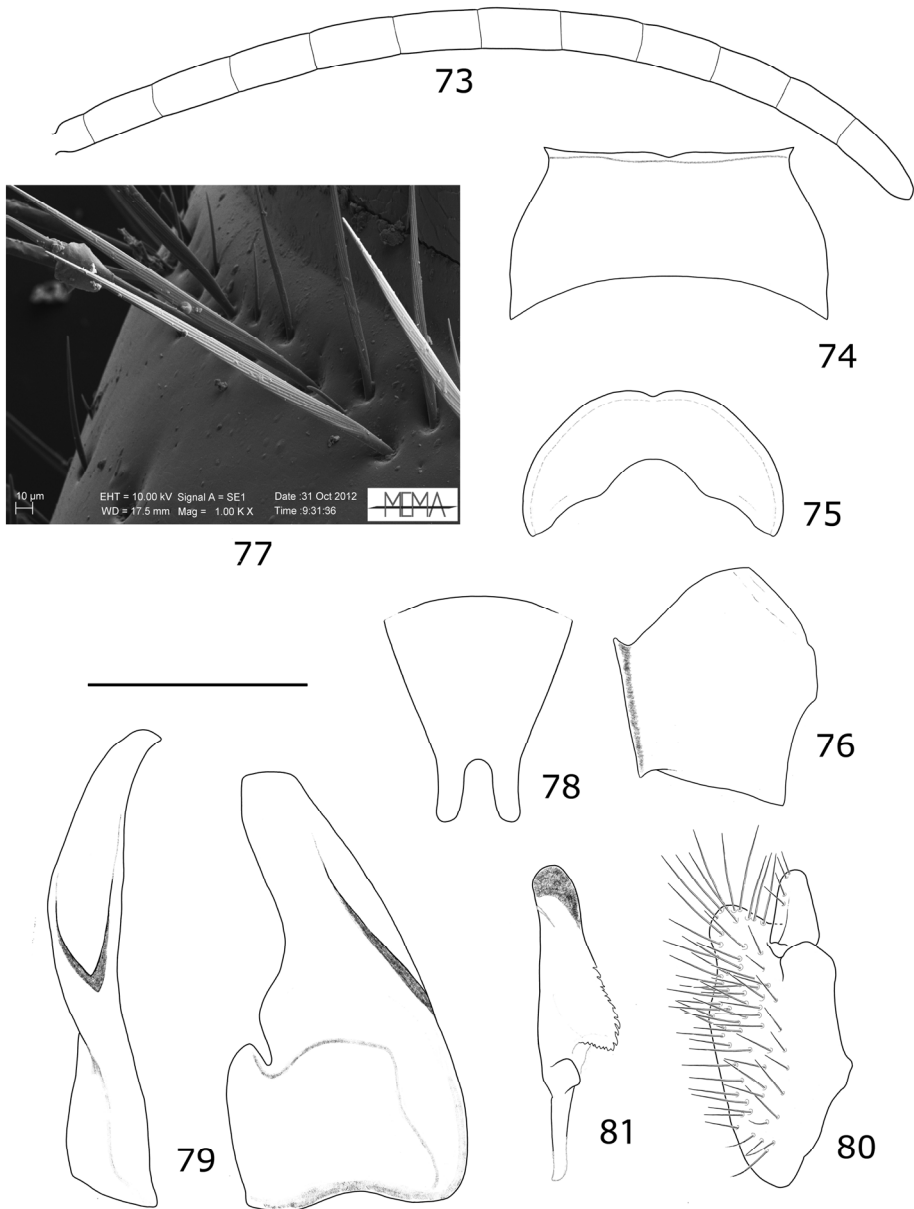 73
74
10 µm
EHT = 10.00 kV Signal A = SE1 Date :31 Oct 2012
WD = 17.5 mm Mag = 1.00 K X Time :9:31:36
MEMA
77
75
78
76
79
81
80